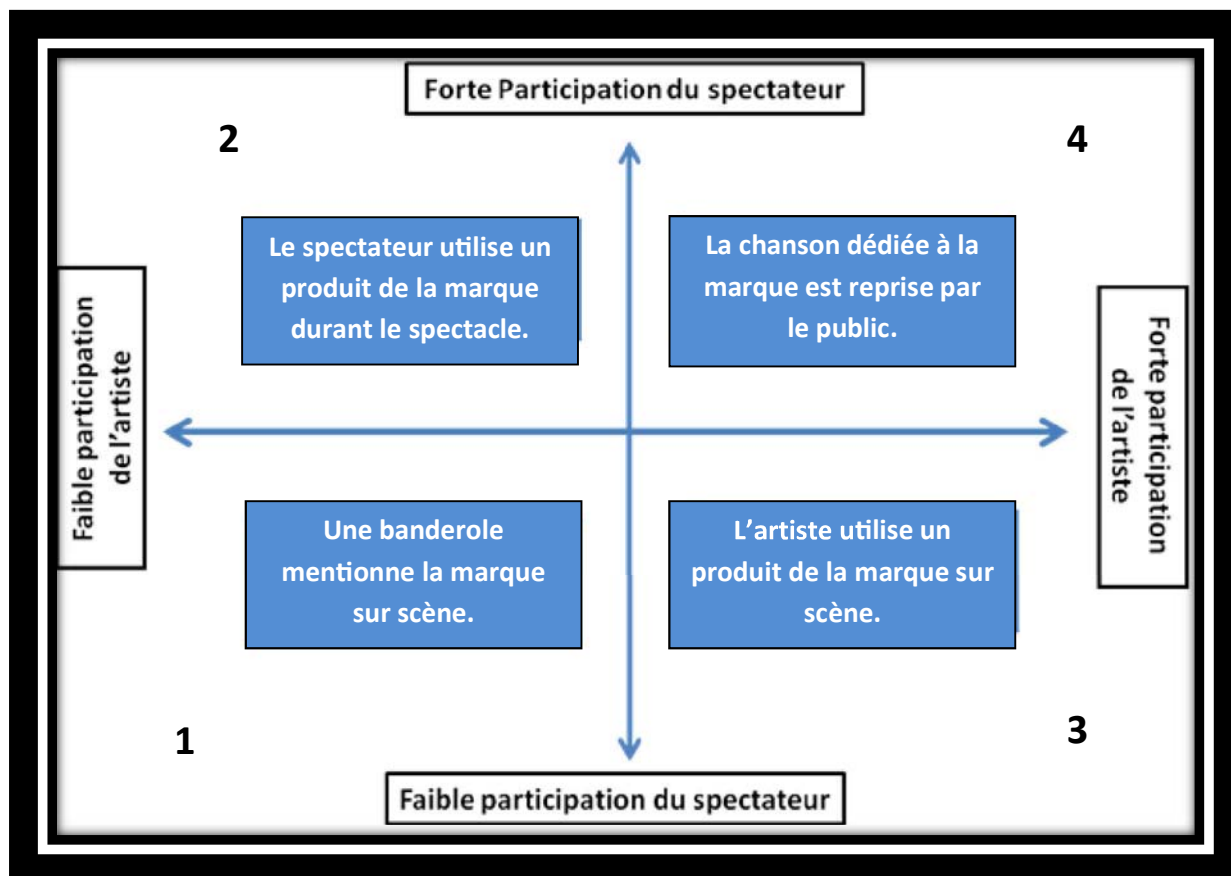 Forte Participation du spectateur
2
4
Le spectateur utilise un
produit de la marque
durant le spectacle.
La chanson dédiée à la
marque est reprise par
le public.
Faible participation
de l'artiste
Forte participation
de l'artiste
Une banderole
mentionne la marque
sur scène.
L'artiste utilise un
produit de la marque sur
scène.
1
3
Faible participation du spectateur